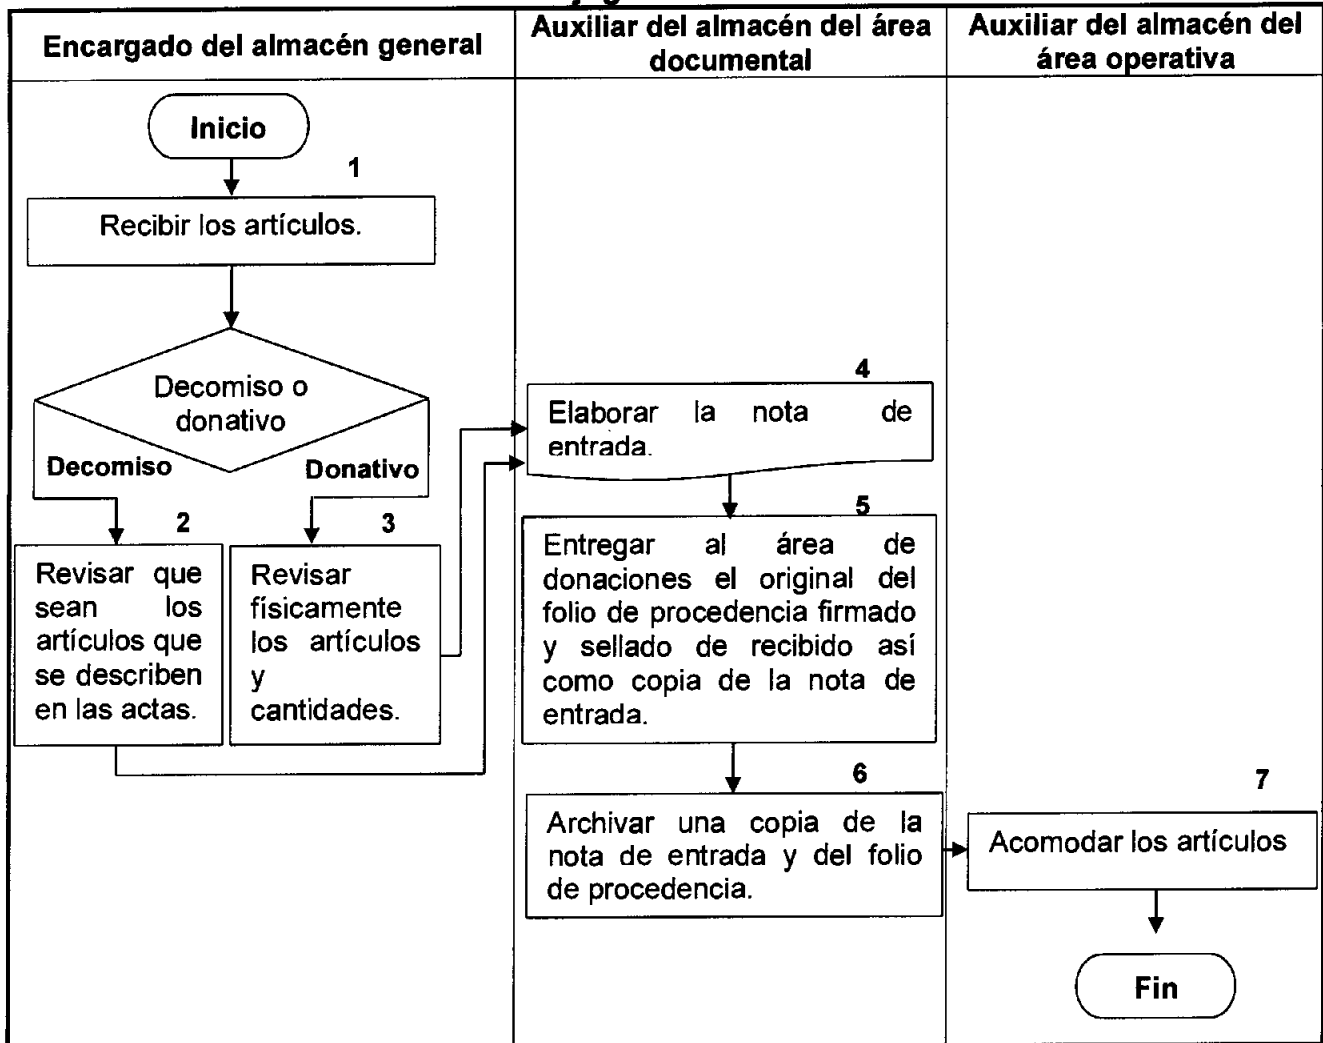 Encargado del almacén general
Auxiliar del almacén del área
documental
Auxiliar del almacén del
área operativa
Inicio
1
Recibir los artículos.
Decomiso o
donativo
Decomiso
Donativo
2
Revisar que
sean los
artículos que
se describen
en las actas.
3
Revisar
físicamente
los artículos
y
cantidades.
4
Elaborar la nota de
entrada.
5
Entregar al área de
donaciones el original del
folio de procedencia firmado
y sellado de recibido así
como copia de la nota de
entrada.
6
Archivar una copia de la
nota de entrada y del folio
de procedencia.
7
Acomodar los artículos
Fin